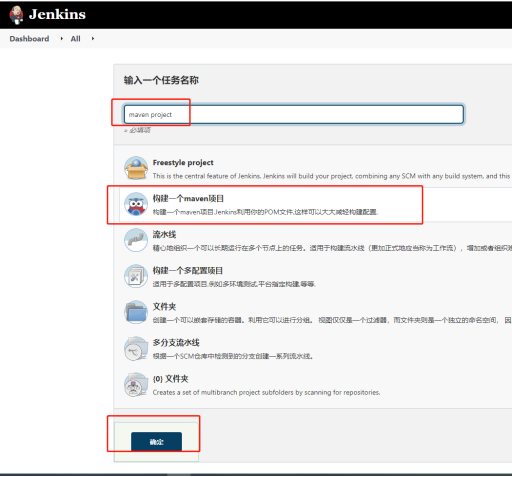 Jenkins
Dashboard
All
输入一个任务名称
maven project
» 必填项
Freestyle project
This is the central feature of Jenkins. Jenkins will build your project, combining any SCM with any build system, and this
构建一个maven项目
构建一个maven项目.Jenkins利用你的POM文件,这样可以大大减轻构建配置.
流水线
精心地组织一个可以长期运行在多个节点上的任务。适用于构建流水线（更加正式地应当称为工作流），增加或者组织难
构建一个多配置项目
适用于多配置项目,例如多环境测试,平台指定构建,等等.
文件夹
创建一个可以嵌套存储的容器。利用它可以进行分组。 视图仅仅是一个过滤器，而文件夹则是一个独立的命名空间， 因
多分支流水线
根据一个SCM仓库中检测到的分支创建一系列流水线。
(0) 文件夹
Creates a set of multibranch project subfolders by scanning for repositories.
确定